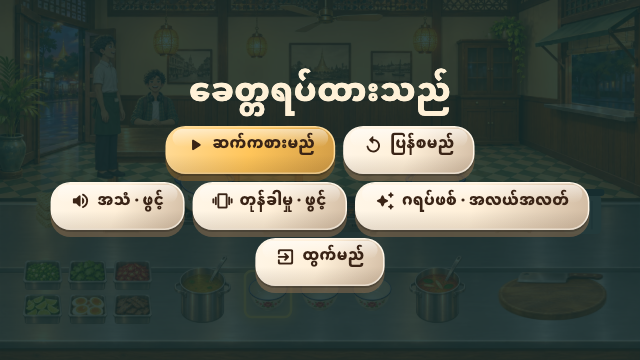 ခေတ္တရပ်ထားသည်
ဆက်ကစားမည်
ပြန်စမည်
အသံ · ဖွင့်
တုန်ခါမှု · ဖွင့်
ဂရပ်ဖစ် · အလယ်အလတ်
ထွက်မည်